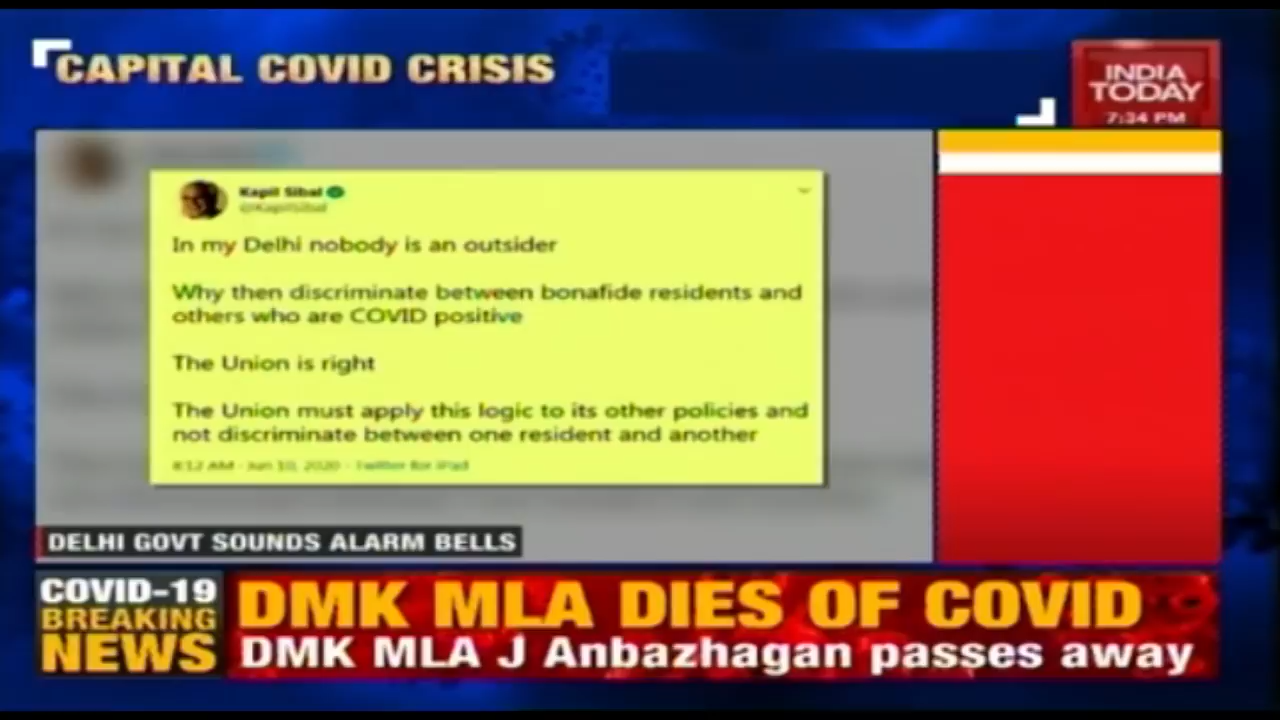 CAPITAL COVID CRISIS
INDIA
TODAY
7:34 PM
Kapil Sibal
@KapilSibal
In my Delhi nobody is an outsider
Why then discriminate between bonafide residents and
others who are COVID positive
The Union is right
The Union must apply this logic to its other policies and
not discriminate between one resident and another
8:12 AM · Jun 10, 2020 · Twitter for iPad
DELHI GOVT SOUNDS ALARM BELLS
COVID-19
BREAKING
NEWS
DMK MLA DIES OF COVID
DMK MLA J Anbazhagan passes away